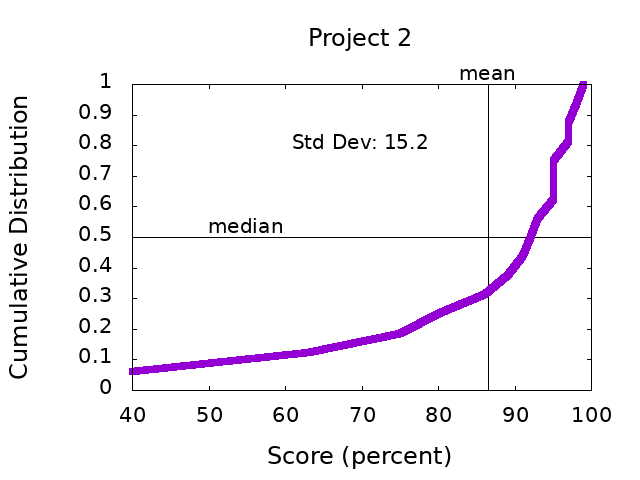 Project 2
mean
Std Dev: 15.2
median
Cumulative Distribution
1
0.9
0.8
0.7
0.6
0.5
0.4
0.3
0.2
0.1
0
40 50 60 70 80 90 100
Score (percent)